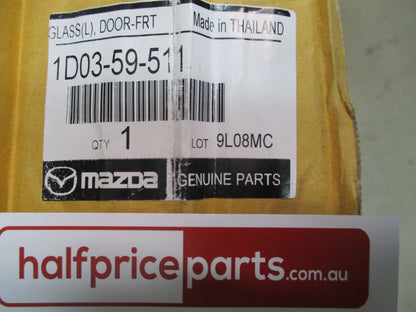 GLASS(L), DOOR-FRT Made in THAILAND
1D03-59-511
QTY 1 LOT 9L08MC
mazda GENUINE PARTS
halfpriceparts.com.au